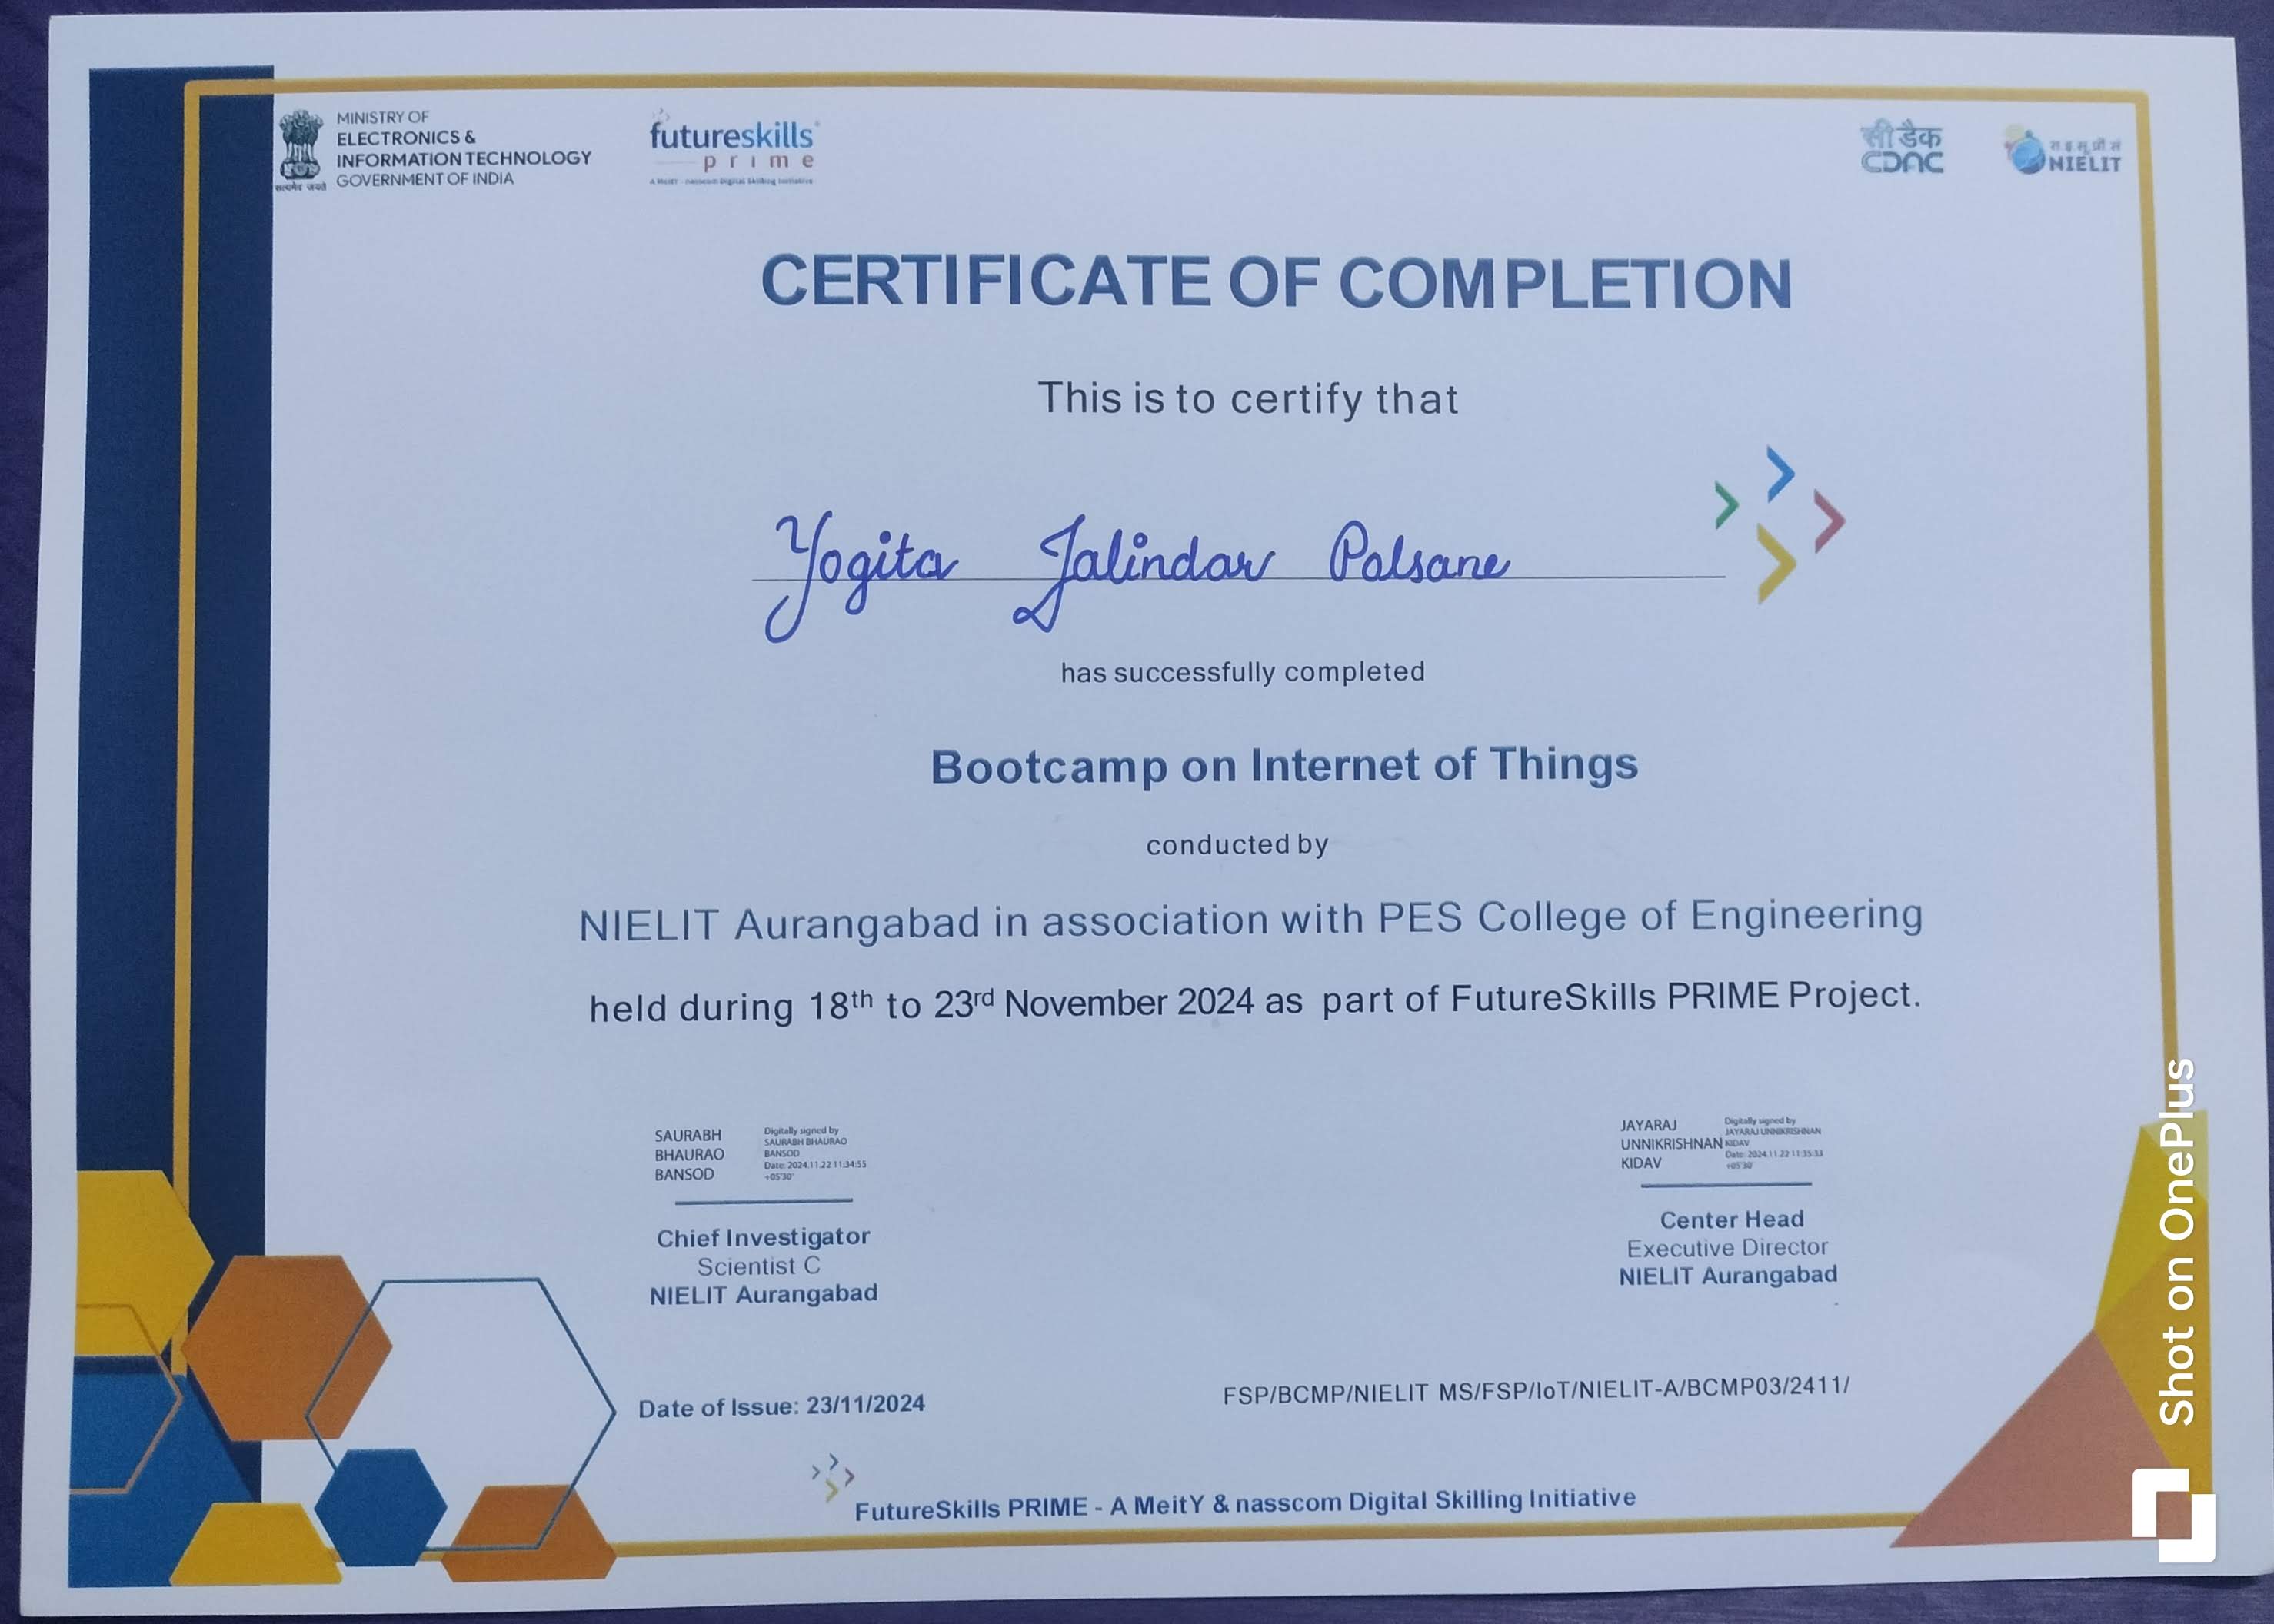 MINISTRY OF
ELECTRONICS &
INFORMATION TECHNOLOGY
GOVERNMENT OF INDIA
सत्यमेव जयते
futureskills
prime
A MeitY - nasscom Digital Skilling Initiative
सी डैक
CDAC
NIELIT
CERTIFICATE OF COMPLETION
This is to certify that
Yogita Jalindar Palsane
has successfully completed
Bootcamp on Internet of Things
conducted by
NIELIT Aurangabad in association with PES College of Engineering
held during 18th to 23rd November 2024 as part of FutureSkills PRIME Project.
SAURABH
BHAURAO
BANSOD
Digitally signed by
SAURABH BHAURAO
BANSOD
Date: 2024.11.22 11:34:55
+05'30'
Chief Investigator
Scientist C
NIELIT Aurangabad
JAYARAJ
UNNIKRISHNAN
KIDAV
Digitally signed by
JAYARAJ UNNIKRISHNAN
KIDAV
Date: 2024.11.22 11:35:33
+05'30'
Center Head
Executive Director
NIELIT Aurangabad
Date of Issue: 23/11/2024
FSP/BCMP/NIELIT MS/FSP/IoT/NIELIT-A/BCMP03/2411/
FutureSkills PRIME - A MeitY & nasscom Digital Skilling Initiative
Shot on OnePlus